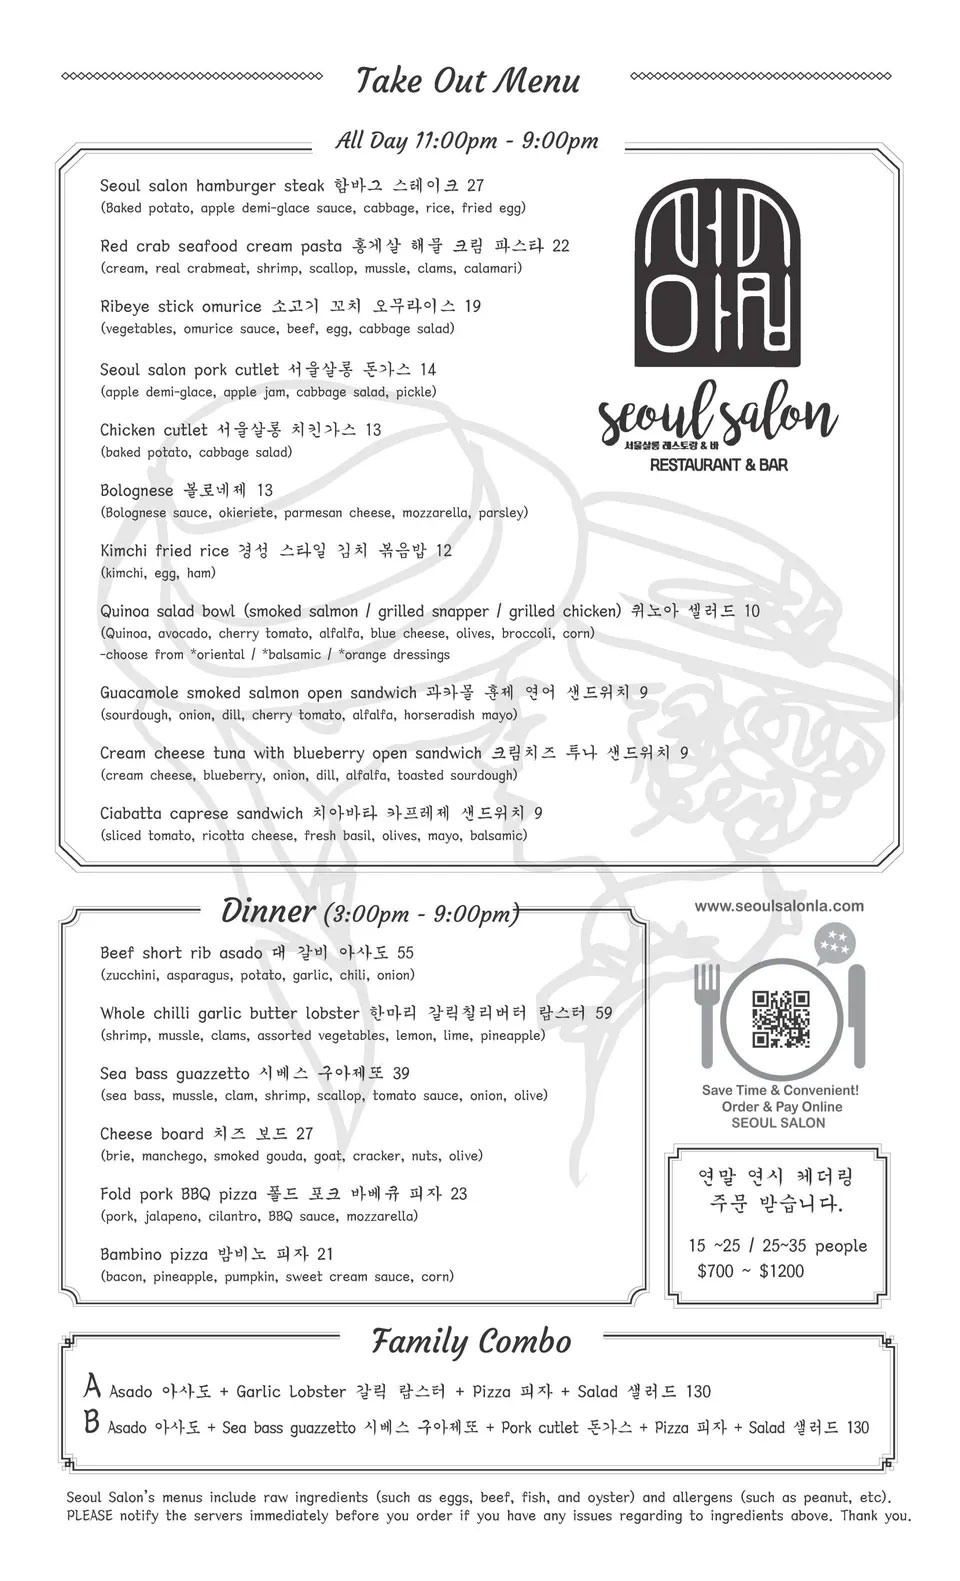 Take Out Menu
All Day 11:00pm - 9:00pm
Seoul salon hamburger steak 함바그 스테이크 27
(Baked potato, apple demi-glace sauce, cabbage, rice, fried egg)
Red crab seafood cream pasta 홍게살 해물 크림 파스타 22
(cream, real crabmeat, shrimp, scallop, mussle, clams, calamari)
Ribeye stick omurice 소고기 꼬치 오무라이스 19
(vegetables, omurice sauce, beef, egg, cabbage salad)
Seoul salon pork cutlet 서울살롱 돈가스 14
(apple demi-glace, apple jam, cabbage salad, pickle)
Chicken cutlet 서울살롱 치킨가스 13
(baked potato, cabbage salad)
Bolognese 볼로네제 13
(Bolognese sauce, okieriete, parmesan cheese, mozzarella, parsley)
Kimchi fried rice 경성 스타일 김치 볶음밥 12
(kimchi, egg, ham)
Quinoa salad bowl (smoked salmon / grilled snapper / grilled chicken) 퀴노아 샐러드 10
(Quinoa, avocado, cherry tomato, alfalfa, blue cheese, olives, broccoli, corn)
-choose from *oriental / *balsamic / *orange dressings
Guacamole smoked salmon open sandwich 과카몰 훈제 연어 샌드위치 9
(sourdough, onion, dill, cherry tomato, alfalfa, horseradish mayo)
Cream cheese tuna with blueberry open sandwich 크림치즈 투나 샌드위치 9
(cream cheese, blueberry, onion, dill, alfalfa, toasted sourdough)
Ciabatta caprese sandwich 치아바타 카프레제 샌드위치 9
(sliced tomato, ricotta cheese, fresh basil, olives, mayo, balsamic)
seoul salon
서울살롱 레스토랑 & 바
RESTAURANT & BAR
Dinner (3:00pm - 9:00pm)
Beef short rib asado 대 갈비 아사도 55
(zucchini, asparagus, potato, garlic, chili, onion)
Whole chilli garlic butter lobster 한마리 갈릭칠리버터 랍스터 59
(shrimp, mussle, clams, assorted vegetables, lemon, lime, pineapple)
Sea bass guazzetto 시베스 구아제또 39
(sea bass, mussle, clam, shrimp, scallop, tomato sauce, onion, olive)
Cheese board 치즈 보드 27
(brie, manchego, smoked gouda, goat, cracker, nuts, olive)
Fold pork BBQ pizza 폴드 포크 바베큐 피자 23
(pork, jalapeno, cilantro, BBQ sauce, mozzarella)
Bambino pizza 밤비노 피자 21
(bacon, pineapple, pumpkin, sweet cream sauce, corn)
www.seoulsalonla.com
Save Time & Convenient!
Order & Pay Online
SEOUL SALON
연말 연시 케더링
주문 받습니다.
15 ~25 / 25~35 people
$700 ~ $1200
Family Combo
A Asado 아사도 + Garlic Lobster 갈릭 랍스터 + Pizza 피자 + Salad 샐러드 130
B Asado 아사도 + Sea bass guazzetto 시베스 구아제또 + Pork cutlet 돈가스 + Pizza 피자 + Salad 샐러드 130
Seoul Salon's menus include raw ingredients (such as eggs, beef, fish, and oyster) and allergens (such as peanut, etc).
PLEASE notify the servers immediately before you order if you have any issues regarding to ingredients above. Thank you.